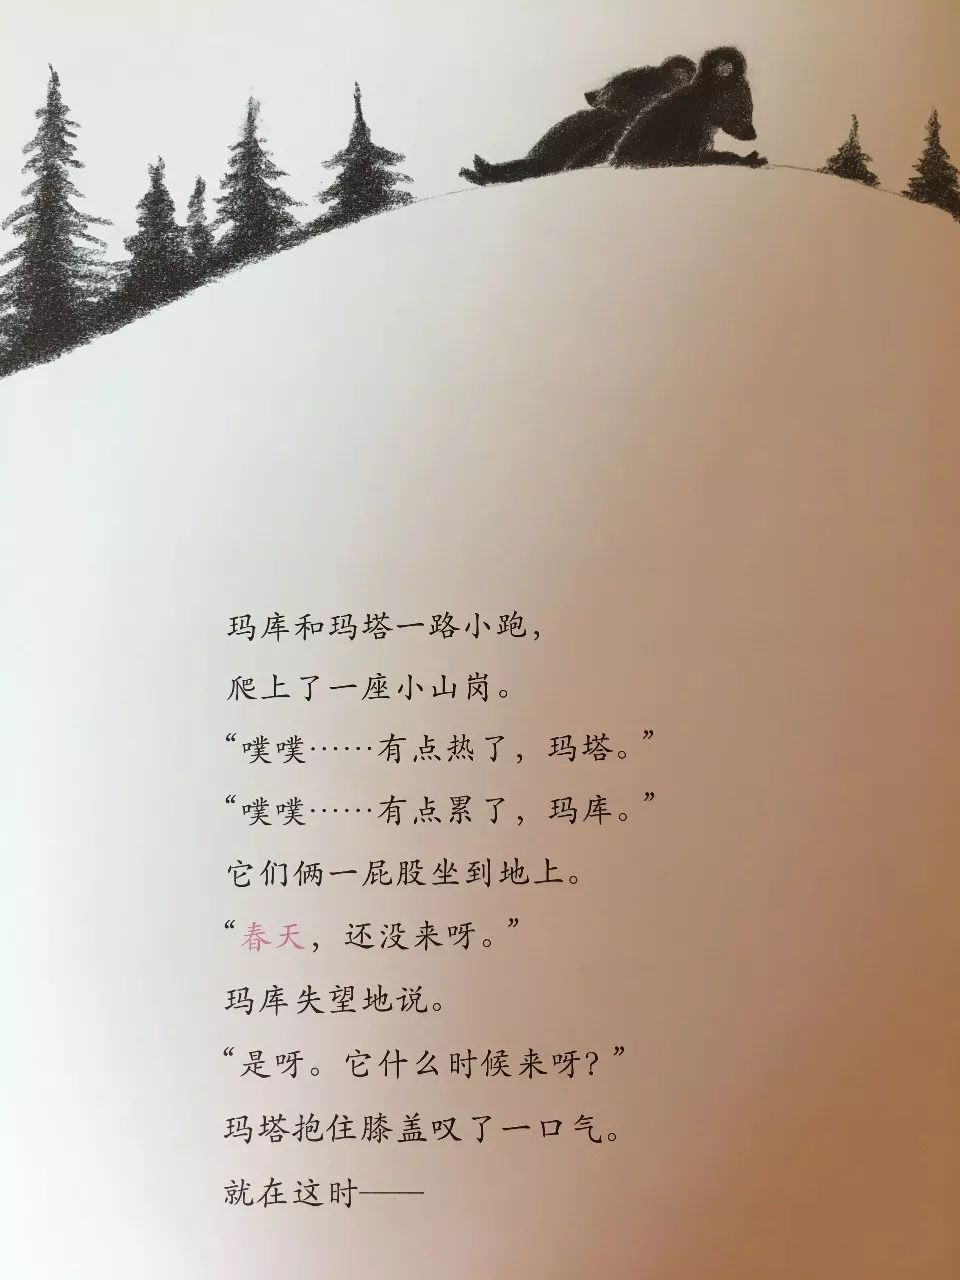 玛库和玛塔一路小跑，
爬上了一座小山岗。
“噗噗……有点热了，玛塔。”
“噗噗……有点累了，玛库。”
它们俩一屁股坐到地上。
“春天，还没来呀。”
玛库失望地说。
“是呀。它什么时候来呀？”
玛塔抱住膝盖叹了一口气。
就在这时——